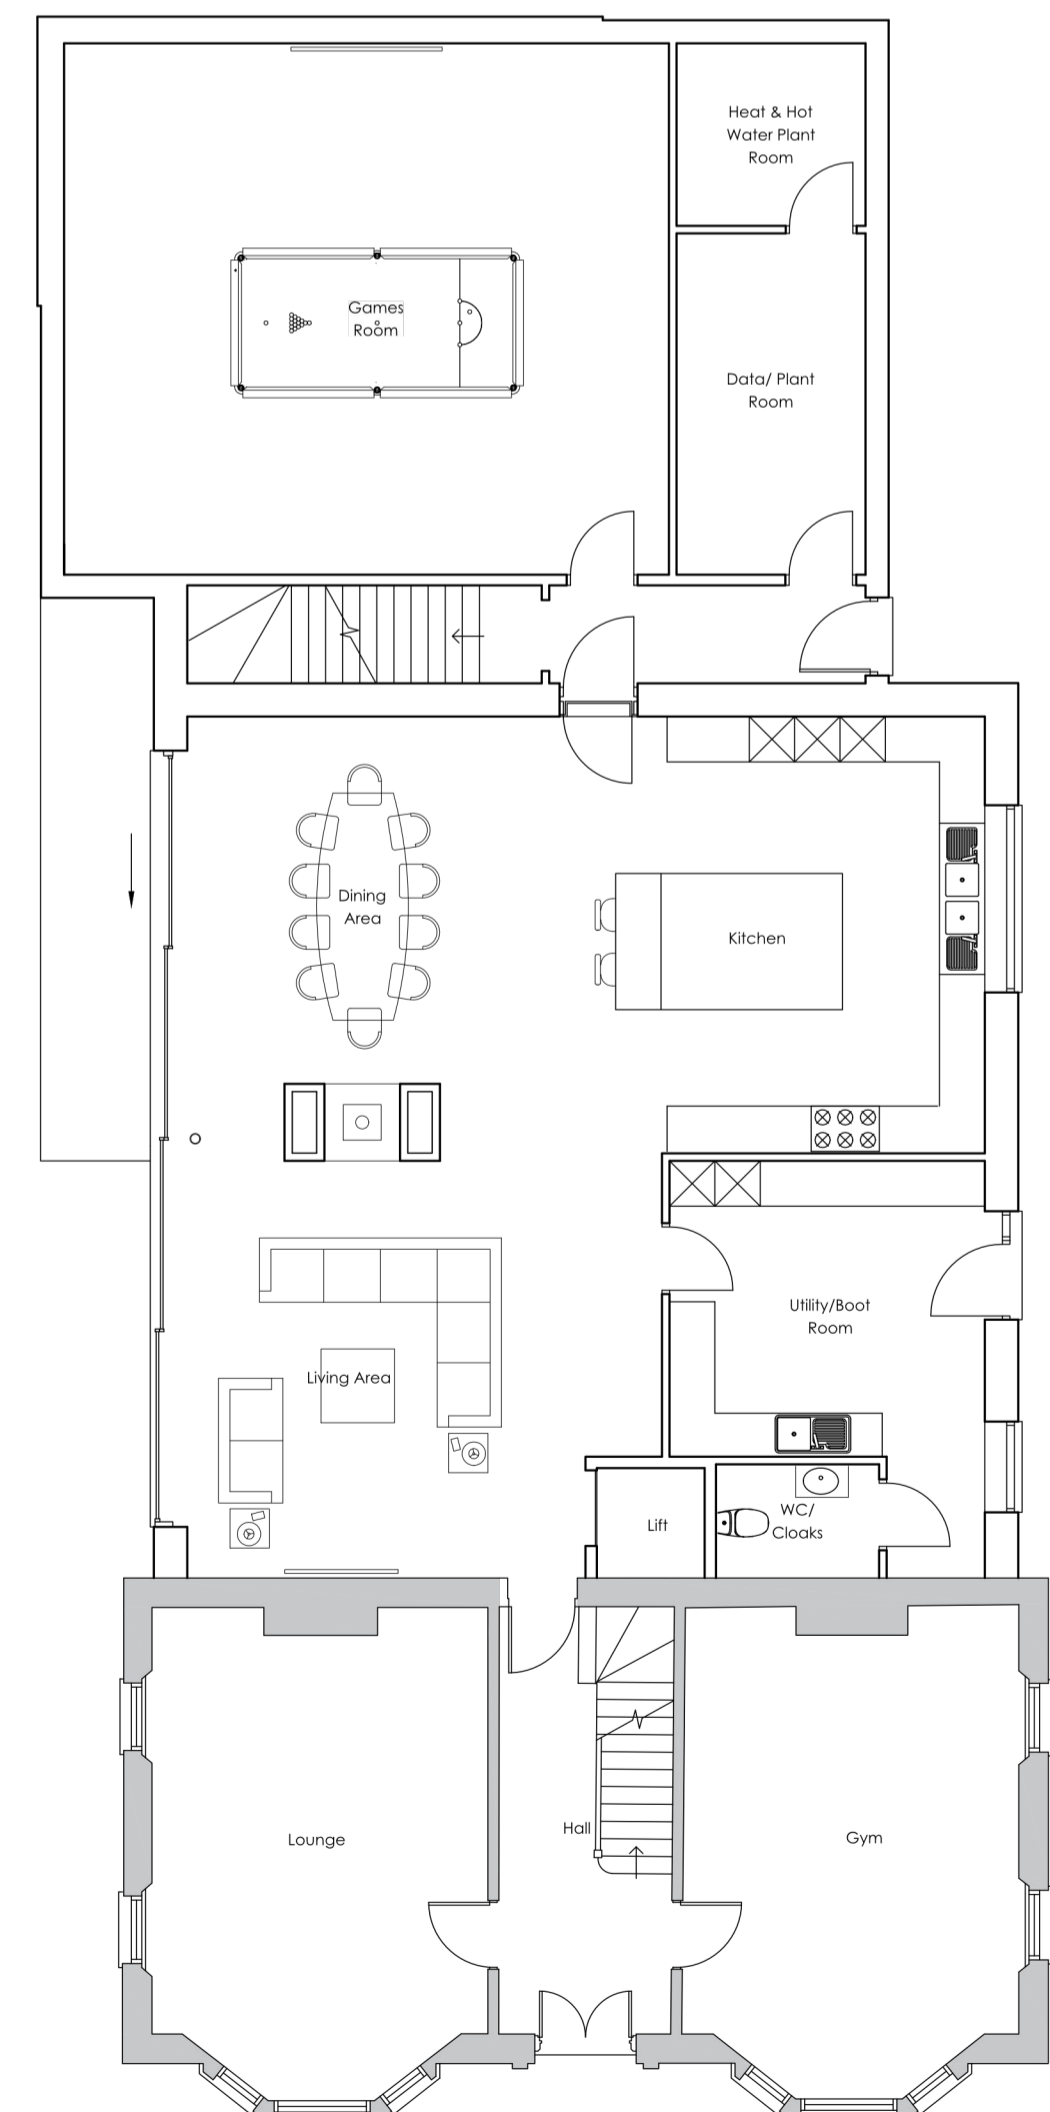 Heat & Hot
Water Plant
Room
Games
Room
Data/ Plant
Room
Dining
Area
Kitchen
Utility/Boot
Room
Living Area
Lift
WC/
Cloaks
Hall
Lounge
Gym